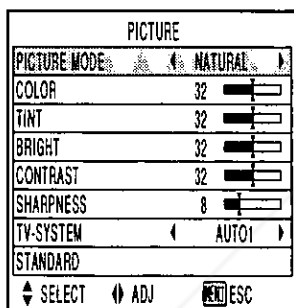 PICTURE
PICTURE MODE NATURAL
COLOR 32
TINT 32
BRIGHT 32
CONTRAST 32
SHARPNESS 8
TV-SYSTEM AUTO1
STANDARD
SELECT ADJ MENU ESC